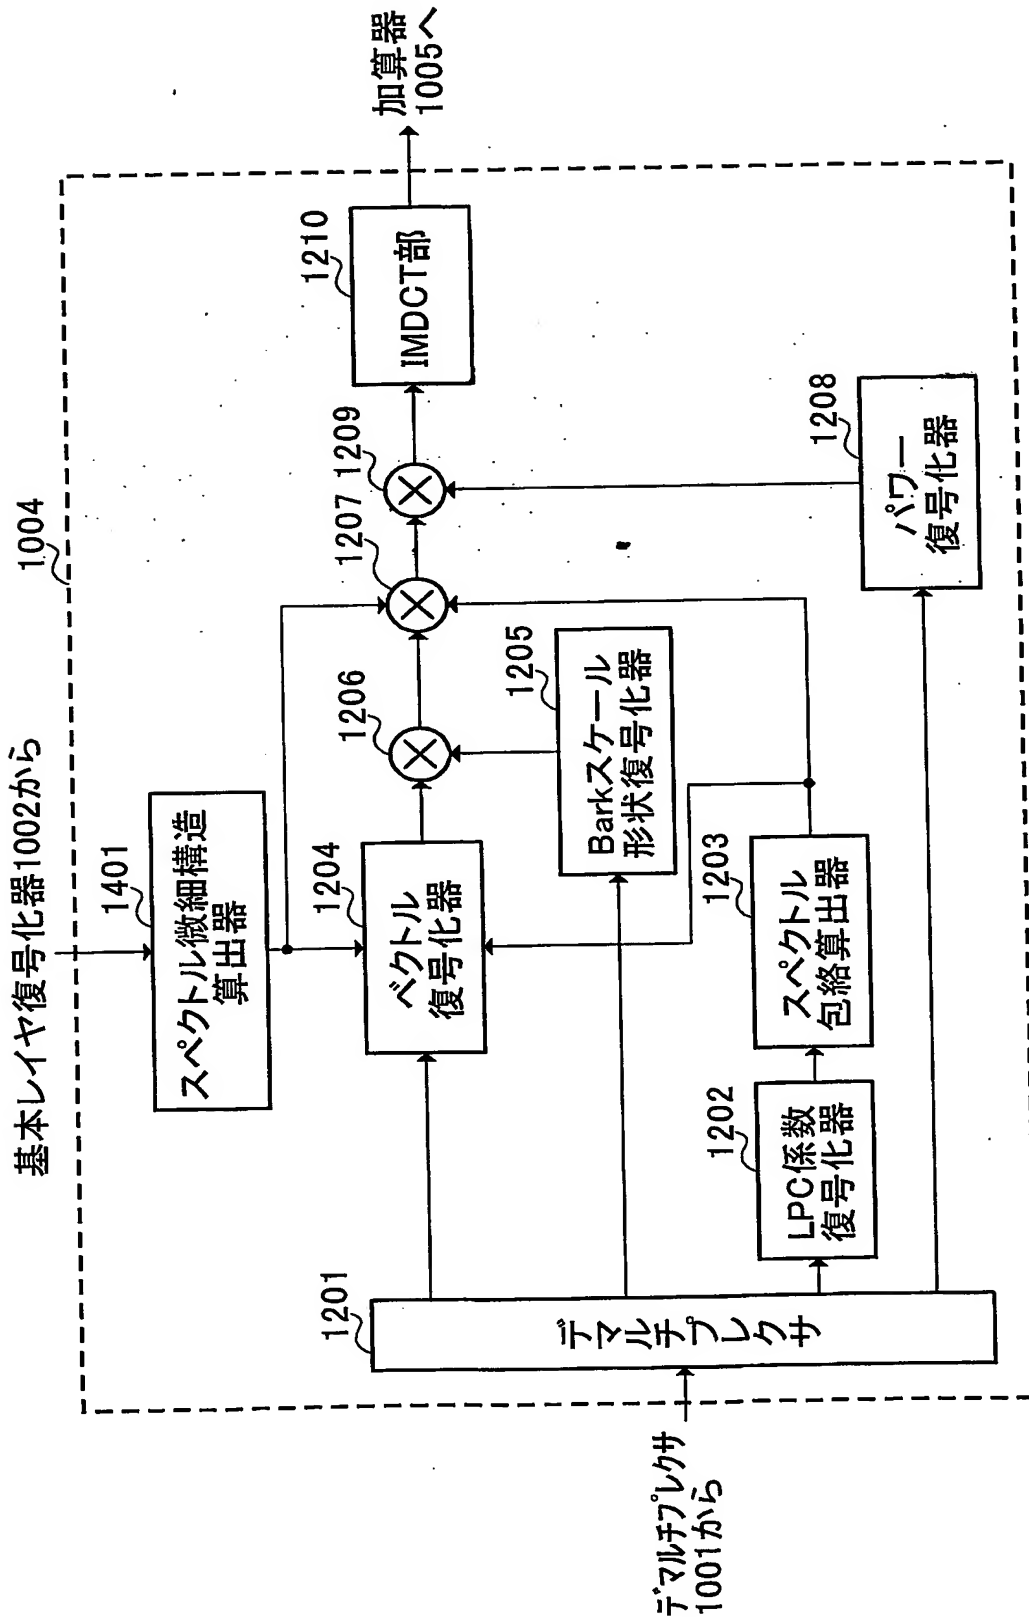 基本レイヤ復号化器1002から
1004
1401
スペクトル微細構造
算出器
1204
ベクトル
復号化器
1206
1207
1209
1210
IMDCT部
加算器
1005へ
1205
Barkスケール
形状復号化器
1201
デマルチプレクサ
デマルチプレクサ
1001から
1202
LPC係数
復号化器
1203
スペクトル
包絡算出器
1208
パワー
復号化器